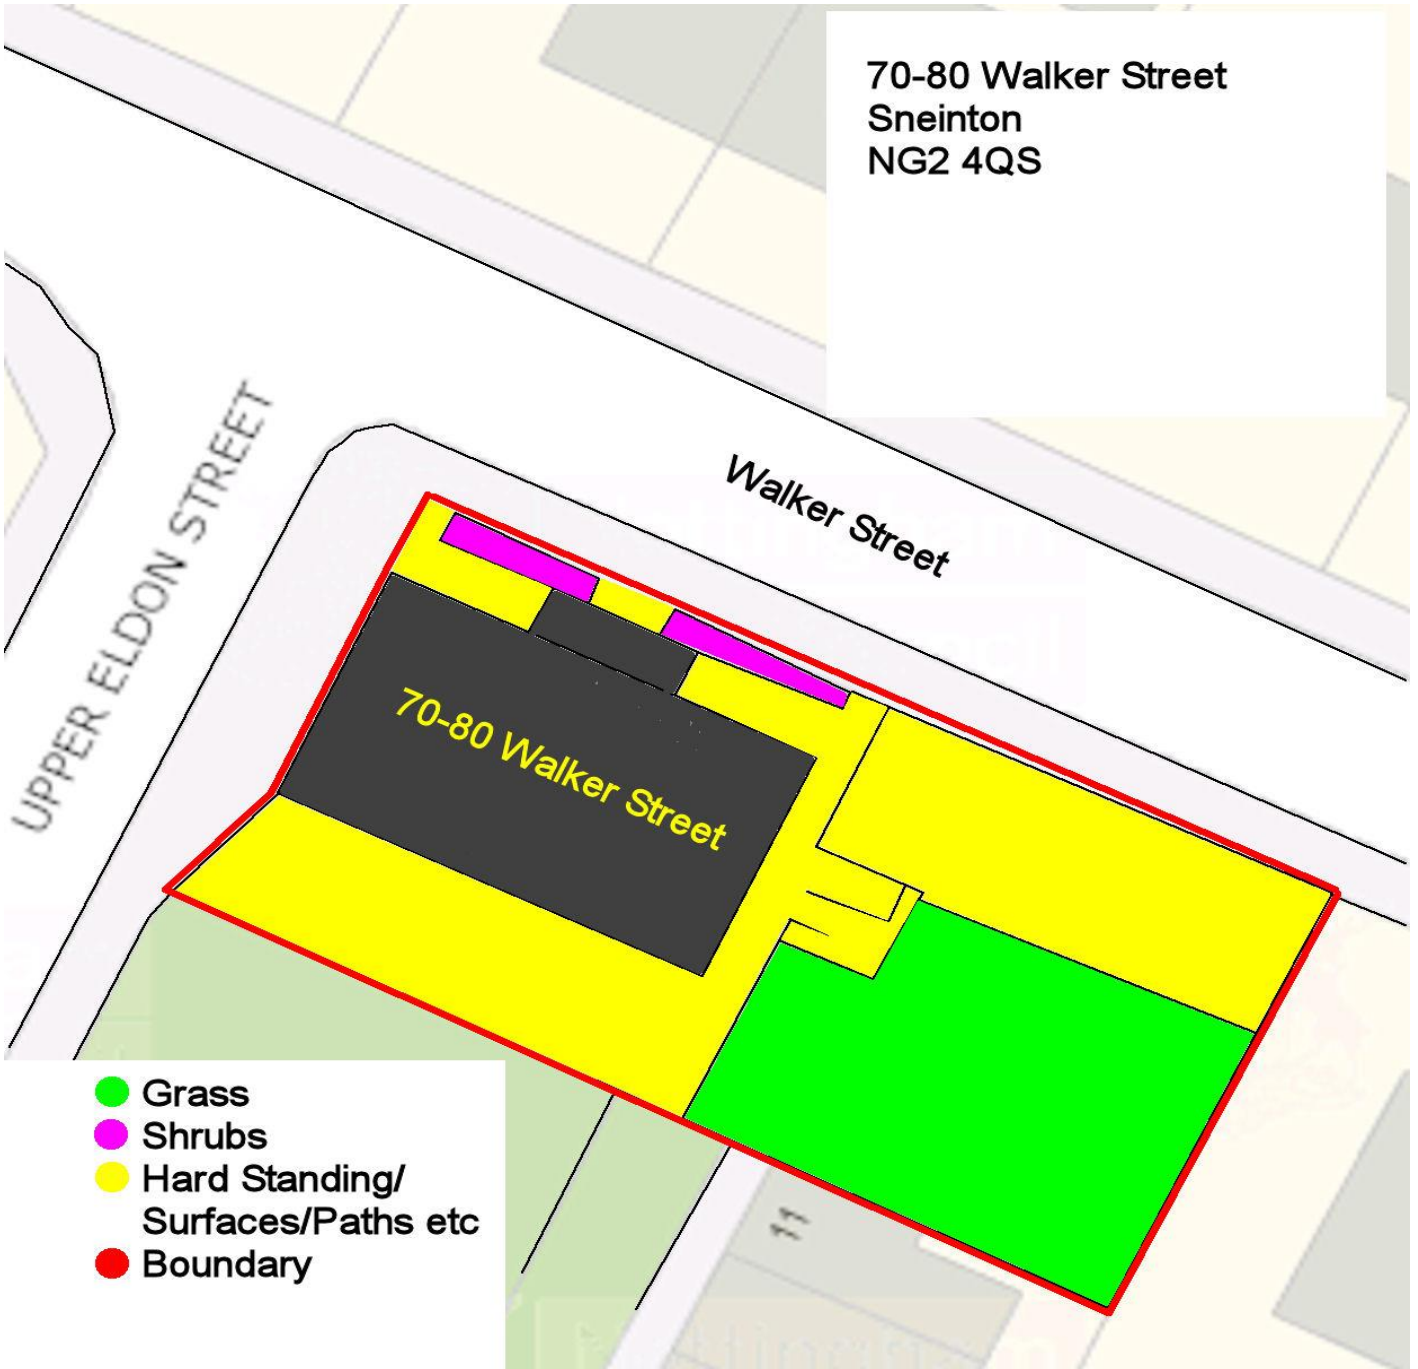 70-80 Walker Street
Sneinton
NG2 4QS
Walker Street
UPPER ELDON STREET
70-80 Walker Street
Grass
Shrubs
Hard Standing/
Surfaces/Paths etc
Boundary
11